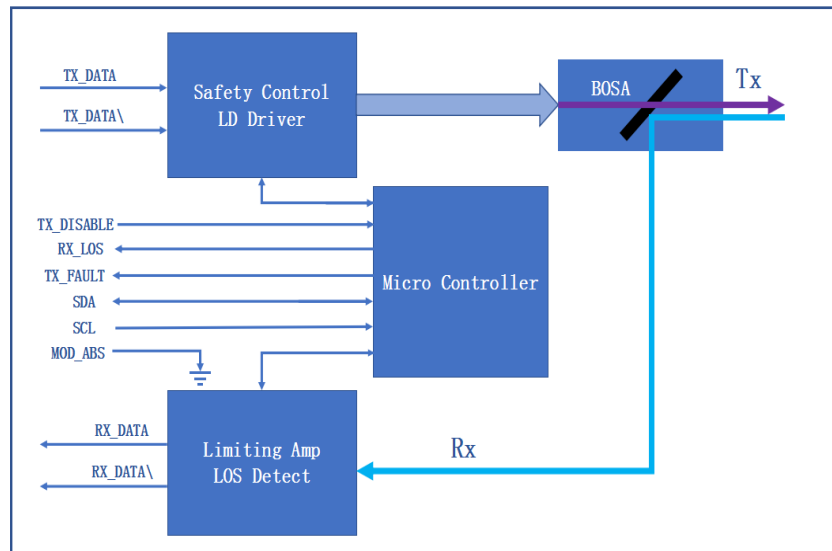 TX_DATA
TX_DATA\
Safety Control
LD Driver
BOSA
Tx
TX_DISABLE
RX_LOS
TX_FAULT
SDA
SCL
MOD_ABS
Micro Controller
RX_DATA
RX_DATA\
Limiting Amp
LOS Detect
Rx